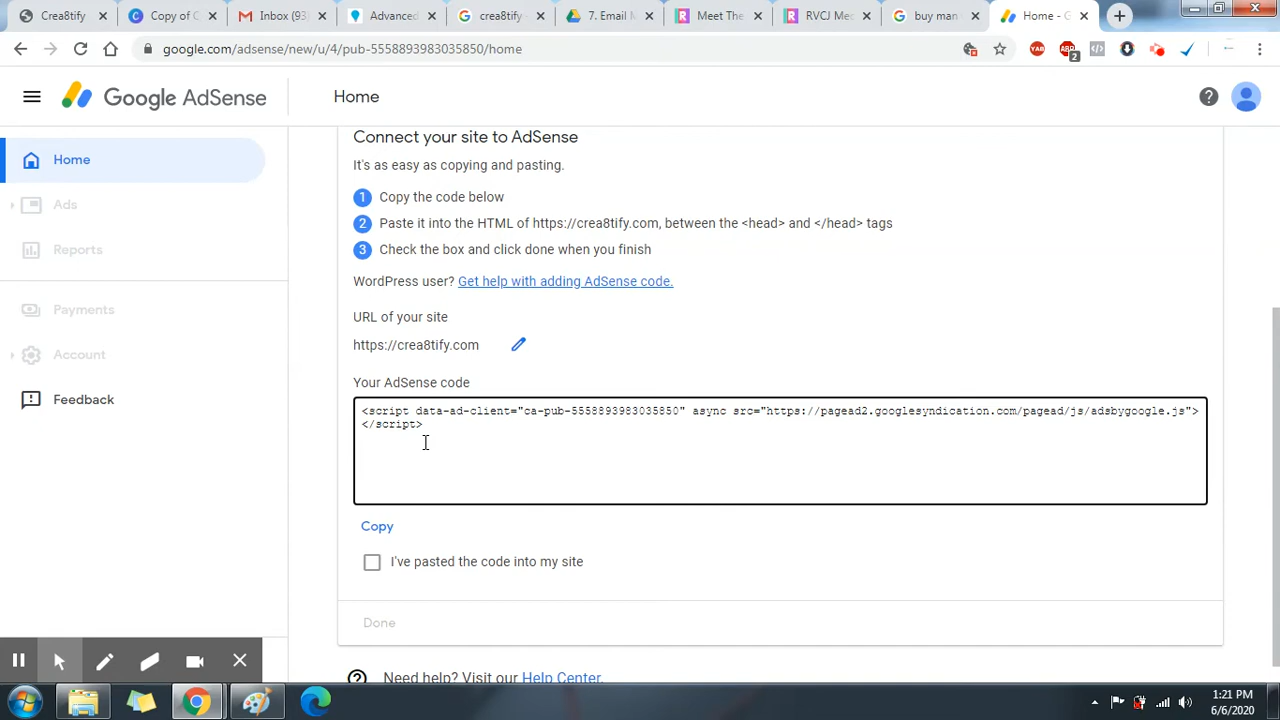 Crea8tify
Copy of C
Inbox (93
Advanced
crea8tify
7. Email M
Meet The
RVCJ Me
buy mam
Home - G
google.com/adsense/new/u/4/pub-5558893983035850/home
YAB
ABP
2
Google AdSense
Home
Home
Ads
Reports
Payments
Account
Feedback
Connect your site to AdSense
It's as easy as copying and pasting.
1 Copy the code below
2 Paste it into the HTML of https://crea8tify.com, between the <head> and </head> tags
3 Check the box and click done when you finish
WordPress user? Get help with adding AdSense code.
URL of your site
https://crea8tify.com
Your AdSense code
<script data-ad-client="ca-pub-5558893983035850" async src="https://pagead2.googlesyndication.com/pagead/js/adsbygoogle.js">
</script>
Copy
I've pasted the code into my site
Done
Need help? Visit our Help Center.
1:21 PM
6/6/2020